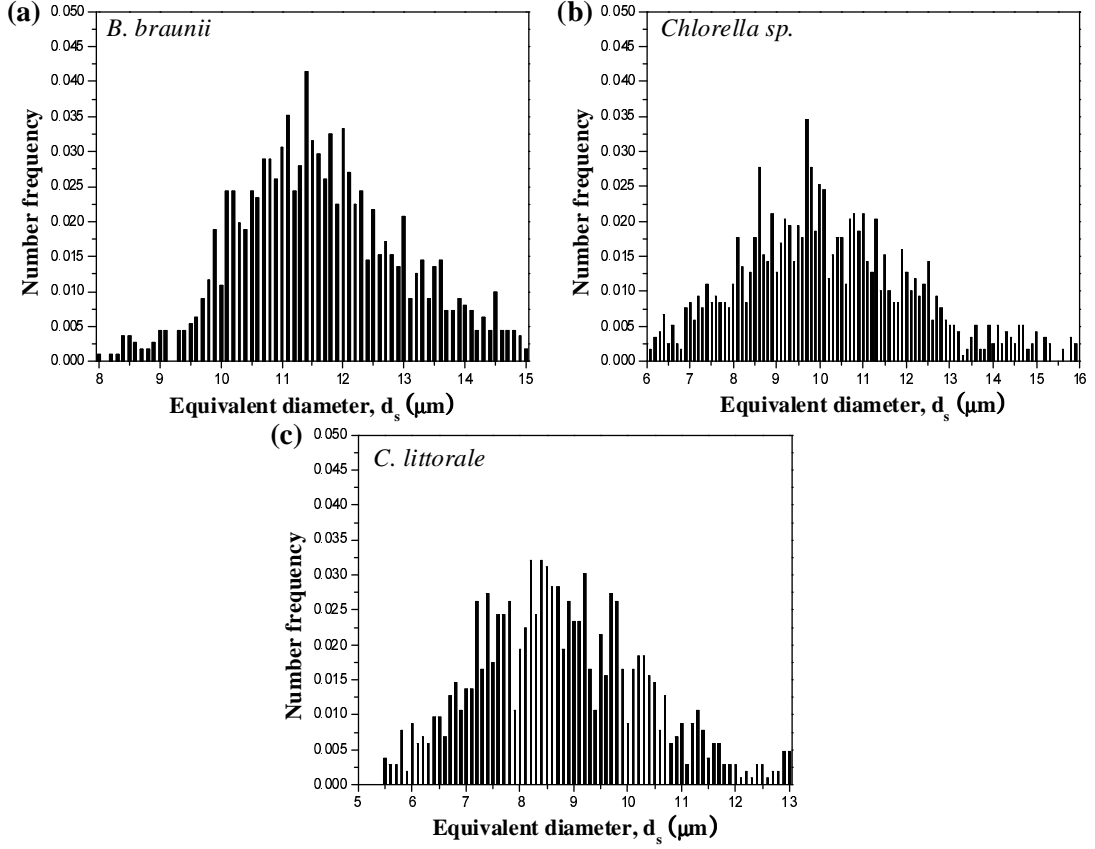 (a)
B. braunii
0.050
0.045
0.040
0.035
0.030
0.025
0.020
0.015
0.010
0.005
0.000
Number frequency
8 9 10 11 12 13 14 15
Equivalent diameter, ds (μm)
(b)
Chlorella sp.
0.050
0.045
0.040
0.035
0.030
0.025
0.020
0.015
0.010
0.005
0.000
Number frequency
6 7 8 9 10 11 12 13 14 15 16
Equivalent diameter, ds (μm)
(c)
C. littorale
0.050
0.045
0.040
0.035
0.030
0.025
0.020
0.015
0.010
0.005
0.000
Number frequency
5 6 7 8 9 10 11 12 13
Equivalent diameter, ds (μm)